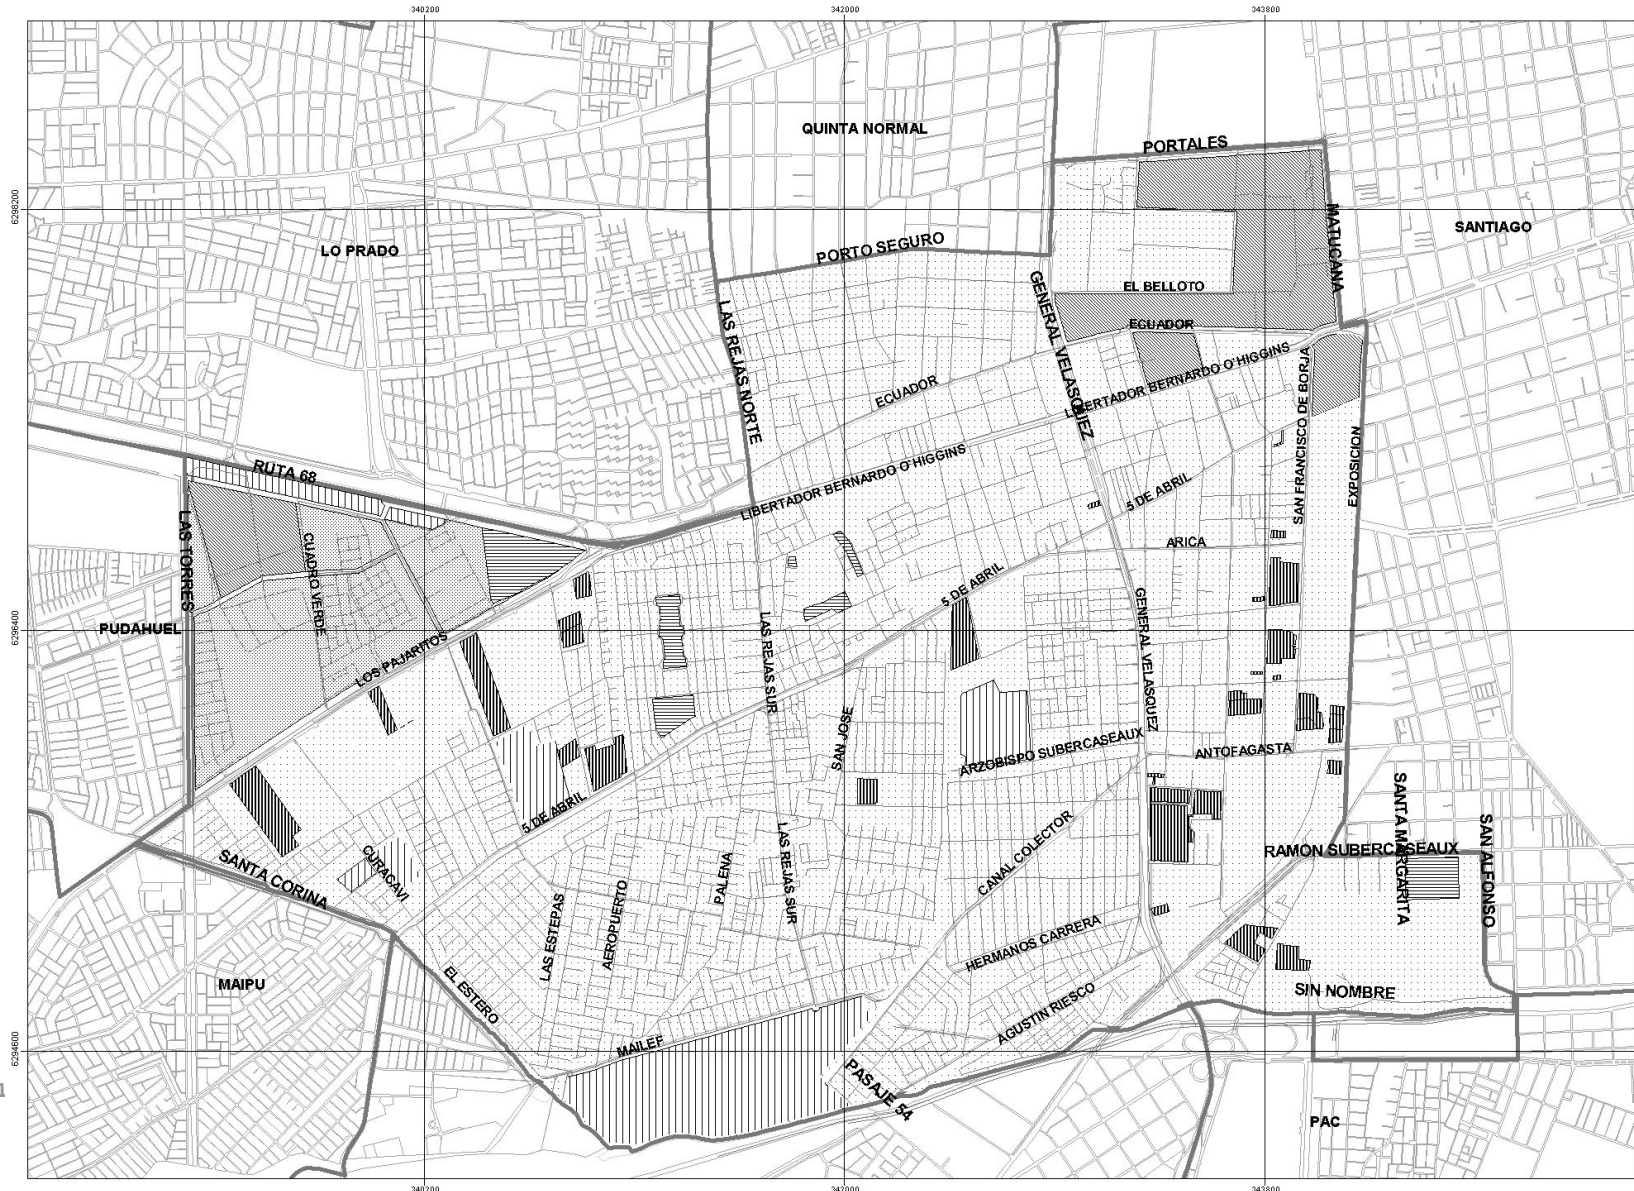 340200
342000
343800
QUINTA NORMAL
PORTALES
6298200
MATUCANA
SANTIAGO
LO PRADO
PORTO SEGURO
EL BELLOTO
GENERAL VELASQUEZ
ECUADOR
LAS REJAS NORTE
ECUADOR
LIBERTADOR BERNARDO O'HIGGINS
SAN FRANCISCO DE BORJA
EXPOSICION
RUTA 68
LIBERTADOR BERNARDO O'HIGGINS
5 DE ABRIL
LAS TORRES
CUADRO VERDE
ARICA
5 DE ABRIL
6296400
PUDAHUEL
LOS PAJARITOS
LAS REJAS SUR
GENERAL VELASQUEZ
SAN JOSE
ARZOBISPO SUBERCASEAUX
ANTOFAGASTA
5 DE ABRIL
SANTA MARGARITA
SAN ALFONSO
RAMON SUBERCASEAUX
CANAL COLECTOR
SANTA CORINA
CURACAVI
PALENA
LAS REJAS SUR
LAS ESTEPAS
AEROPUERTO
HERMANOS CARRERA
MAIPU
EL ESTERO
AGUSTIN RIESCO
SIN NOMBRE
6294600
MAILEF
PASAJE 54
PAC
340200
342000
343800